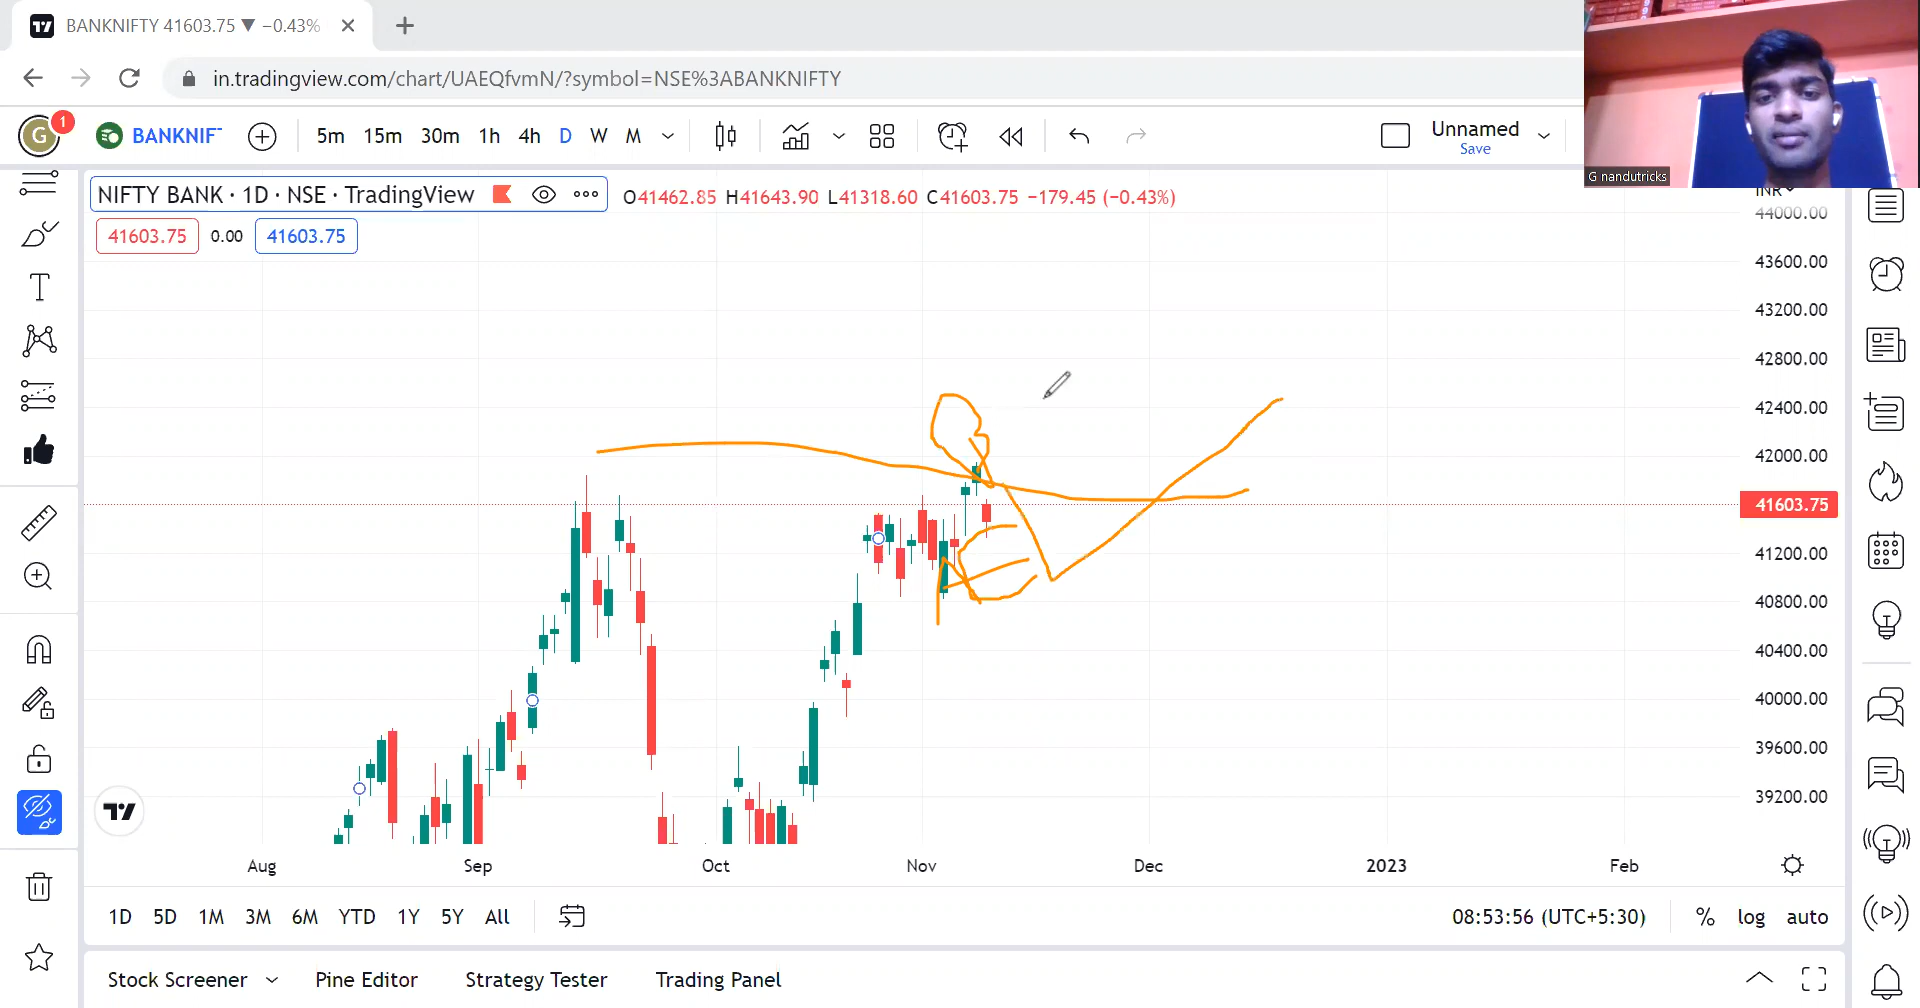 BANKNIFTY 41603.75 ▼ −0.43%
in.tradingview.com/chart/UAEQfvmN/?symbol=NSE%3ABANKNIFTY
G 1 BANKNIF 5m 15m 30m 1h 4h D W M Unnamed
Save
G nandutricks
NIFTY BANK · 1D · NSE · TradingView O41462.85 H41643.90 L41318.60 C41603.75 −179.45 (−0.43%)
INR
41603.75 0.00 41603.75
44000.00
43600.00
43200.00
42800.00
42400.00
42000.00
41603.75
41200.00
40800.00
40400.00
40000.00
39600.00
39200.00
Aug Sep Oct Nov Dec 2023 Feb
1D 5D 1M 3M 6M YTD 1Y 5Y All 08:53:56 (UTC+5:30) % log auto
Stock Screener Pine Editor Strategy Tester Trading Panel